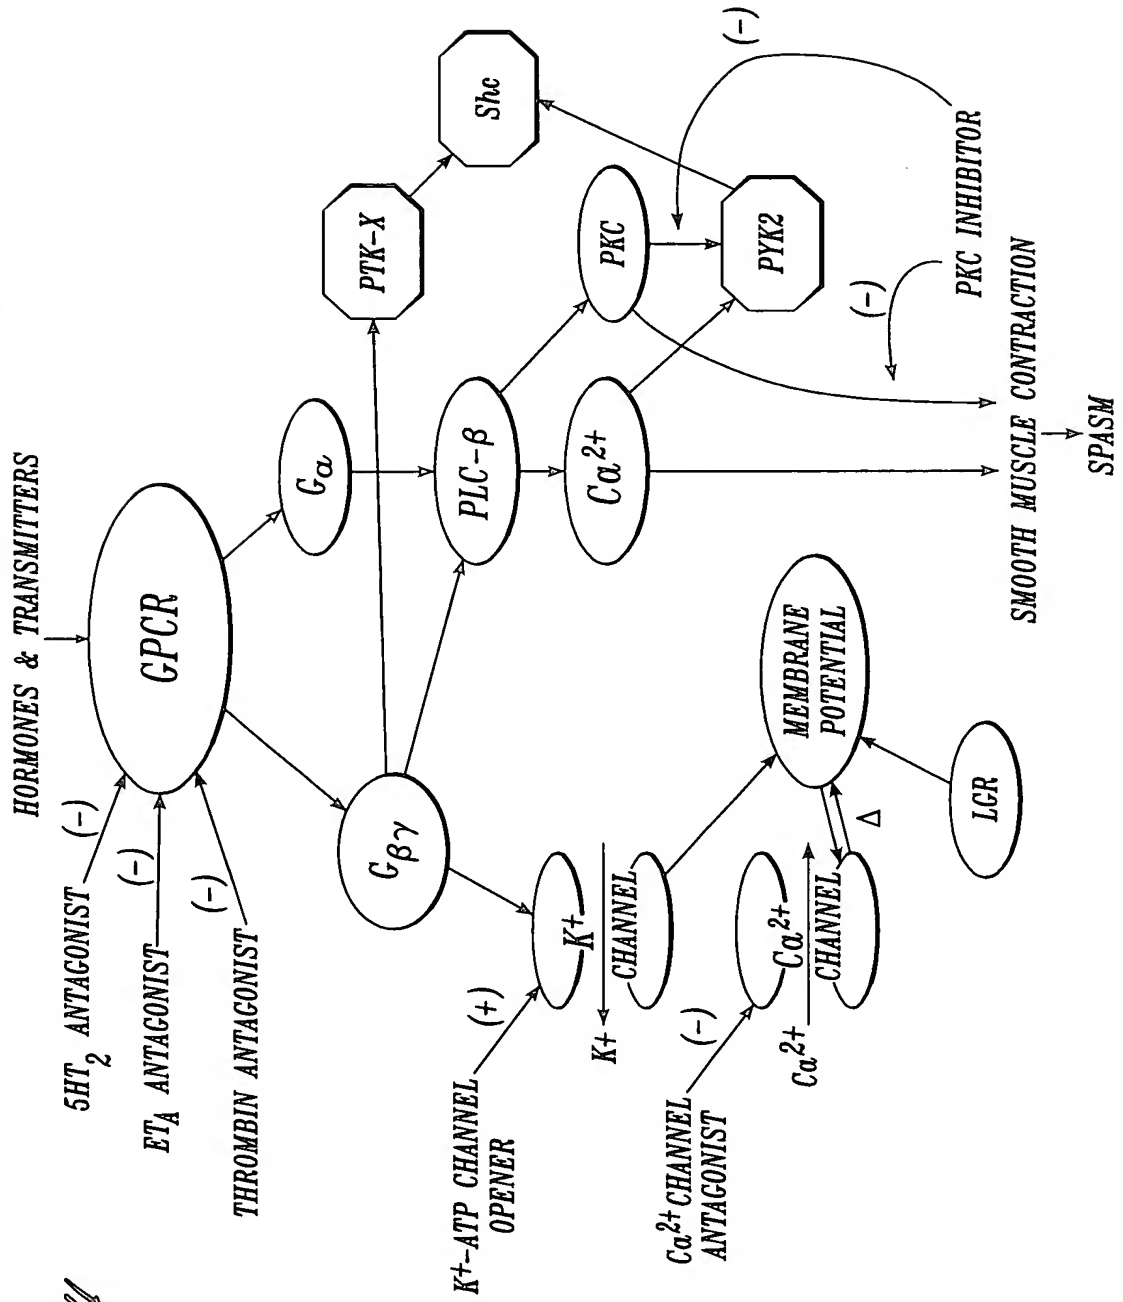 HORMONES & TRANSMITTERS
5HT2 ANTAGONIST
(-)
ETA ANTAGONIST
(-)
THROMBIN ANTAGONIST
(-)
GPCR
Gα
Gβγ
PTK-X
Shc
PLC-β
PKC
Ca2+
PYK2
(-)
(-)
PKC INHIBITOR
K+-ATP CHANNEL
OPENER
(+)
K+
K+
CHANNEL
Ca2+ CHANNEL
ANTAGONIST
(-)
Ca2+
Ca2+
CHANNEL
Δ
MEMBRANE
POTENTIAL
LGR
SMOOTH MUSCLE CONTRACTION
SPASM